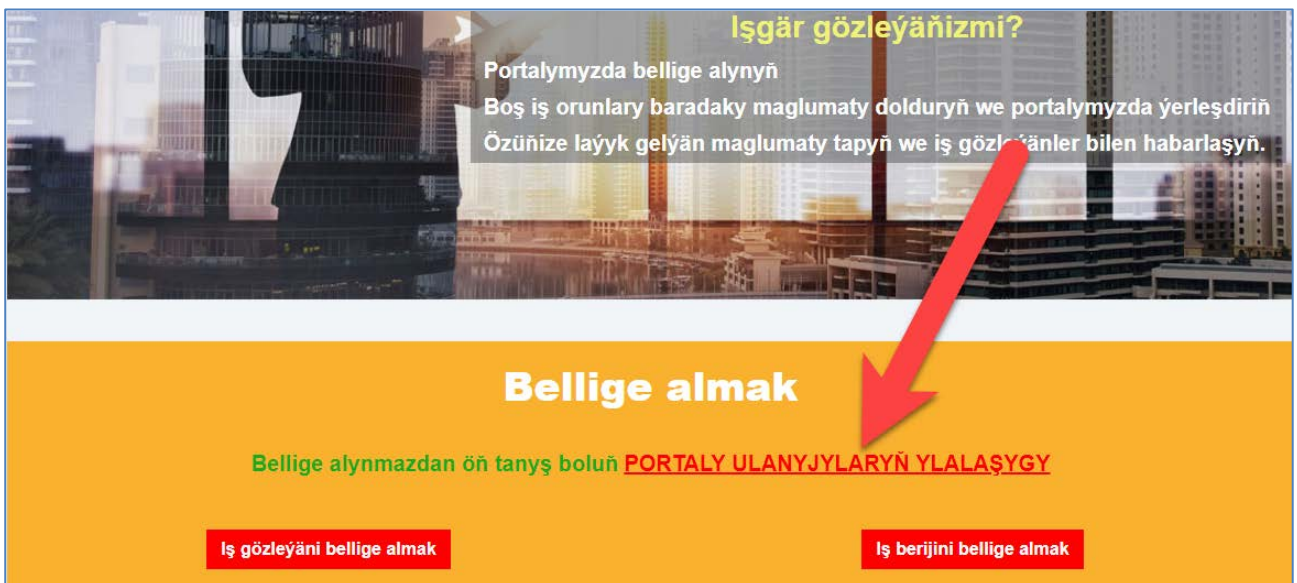 Işgär gözleýäňizmi?
Portalymyzda bellige alynyň
Boş iş orunlary baradaky maglumaty dolduryň we portalymyzda ýerleşdiriň
Özüňize laýyk gelýän maglumaty tapyň we iş gözleýänler bilen habarlaşyň.
Bellige almak
Bellige alynmazdan öň tanyş boluň PORTALY ULANYJYLARYŇ YLALAŞYGY
Iş gözleýäni bellige almak
Iş berijini bellige almak